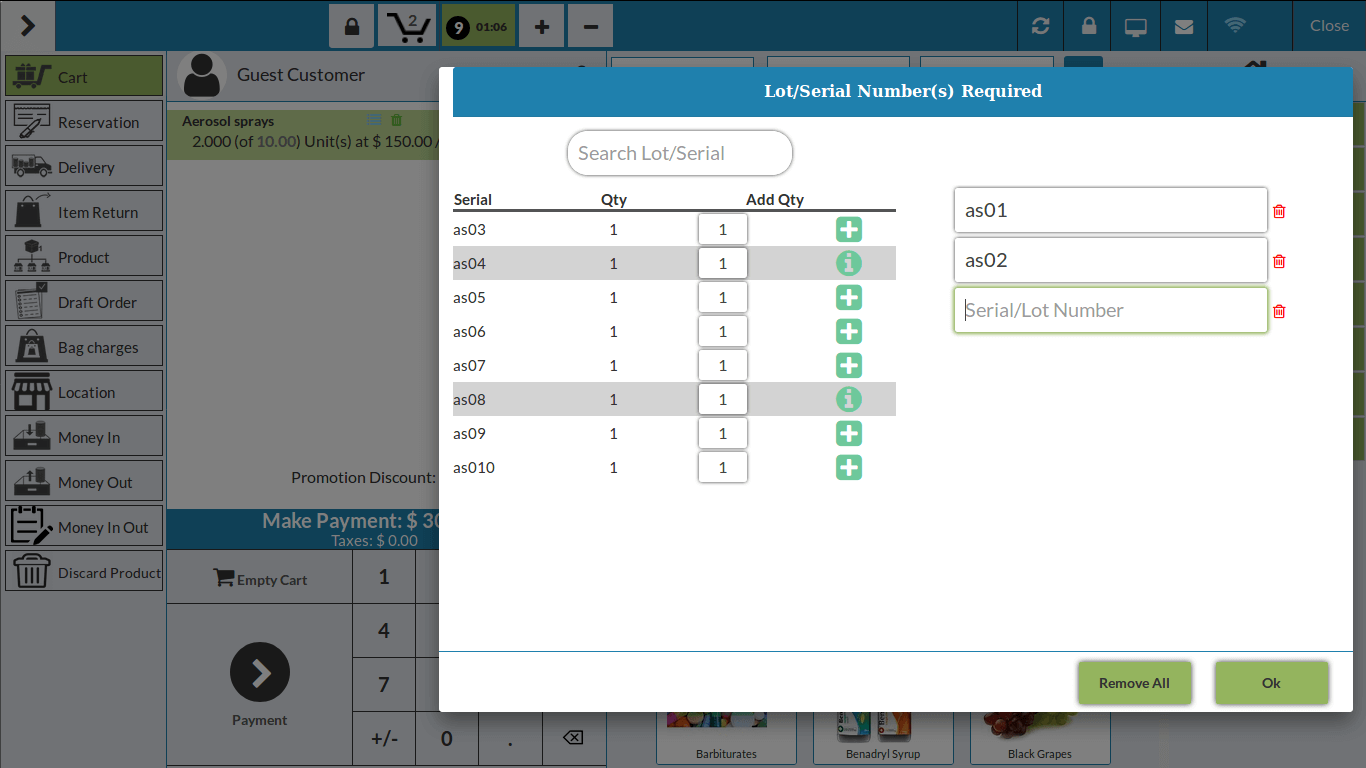 2
9
01:06
Close
Cart
Reservation
Delivery
Item Return
Product
Draft Order
Bag charges
Location
Money In
Money Out
Money In Out
Discard Product
Guest Customer
Aerosol sprays
2.000 (of 10.00) Unit(s) at $ 150.00 /
Promotion Discount:
Make Payment: $ 30
Taxes: $ 0.00
Empty Cart
1
4
7
+/-
0
.
Payment
Lot/Serial Number(s) Required
Search Lot/Serial
Serial Qty Add Qty
as03 1 1
as04 1 1
as05 1 1
as06 1 1
as07 1 1
as08 1 1
as09 1 1
as010 1 1
as01
as02
Serial/Lot Number
Remove All
Ok
Barbiturates
Benadryl Syrup
Black Grapes